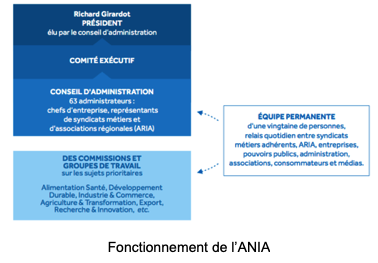 Richard Girardot
PRÉSIDENT
élu par le conseil d'administration
COMITÉ EXÉCUTIF
CONSEIL D'ADMINISTRATION
63 administrateurs :
chefs d'entreprise, représentants
de syndicats métiers et
d'associations régionales (ARIA)
DES COMMISSIONS ET
GROUPES DE TRAVAIL
sur les sujets prioritaires
Alimentation Santé, Développement
Durable, Industrie & Commerce,
Agriculture & Transformation, Export,
Recherche & Innovation, etc.
ÉQUIPE PERMANENTE
d'une vingtaine de personnes,
relais quotidien entre syndicats
métiers adhérents, ARIA, entreprises,
pouvoirs publics, administration,
associations, consommateurs et médias.
Fonctionnement de l'ANIA